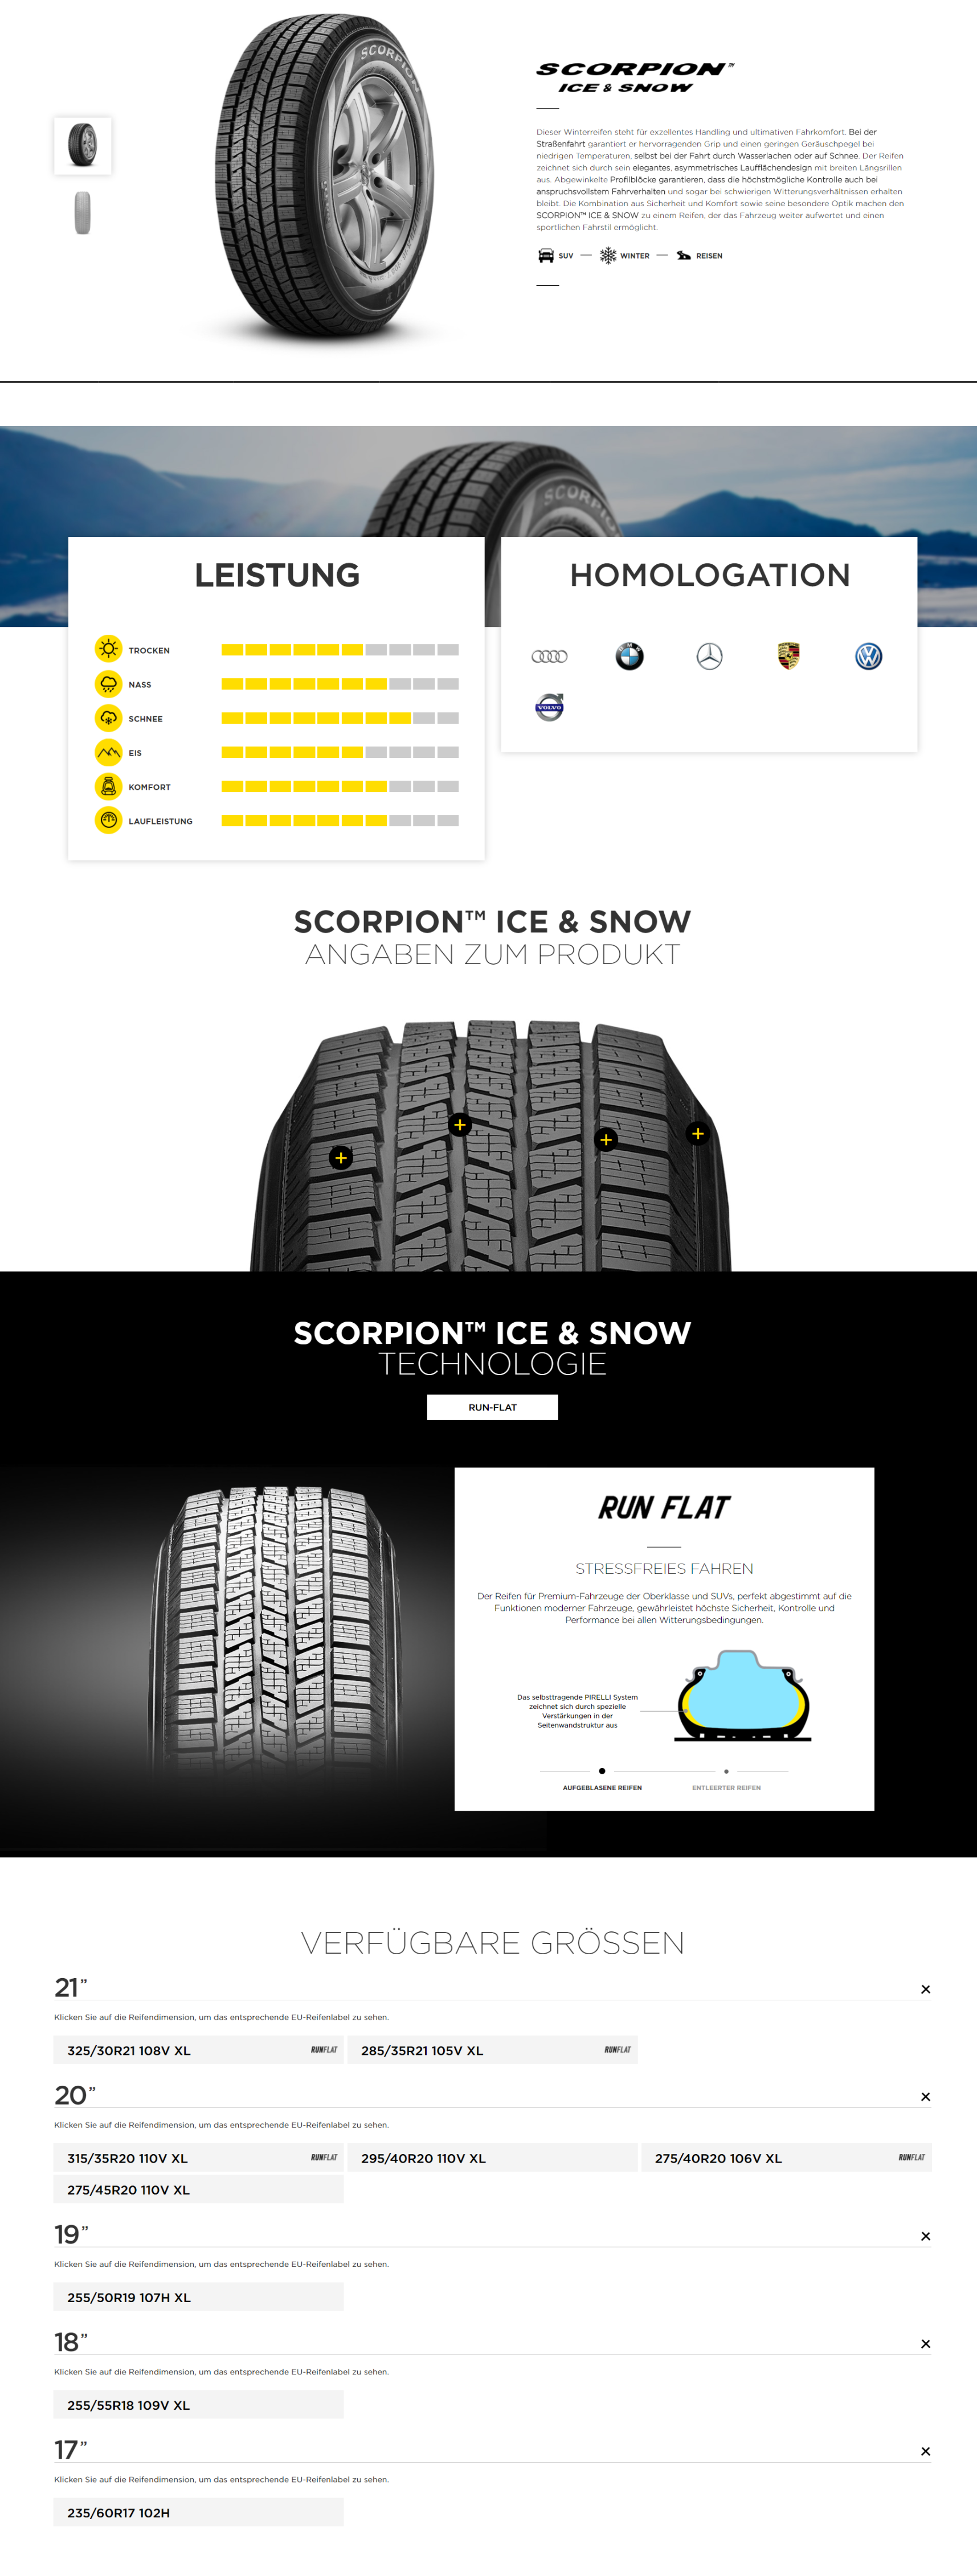 SCORPION
SCORPION™
ICE & SNOW
Dieser Winterreifen steht für exzellentes Handling und ultimativen Fahrkomfort. Bei der
Straßenfahrt garantiert er hervorragenden Grip und einen geringen Geräuschpegel bei
niedrigen Temperaturen, selbst bei der Fahrt durch Wasserlachen oder auf Schnee. Der Reifen
zeichnet sich durch sein elegantes, asymmetrisches Laufflächendesign mit breiten Längsrillen
aus. Abgewinkelte Profilblöcke garantieren, dass die höchstmögliche Kontrolle auch bei
anspruchsvollstem Fahrverhalten und sogar bei schwierigen Witterungsverhältnissen erhalten
bleibt. Die Kombination aus Sicherheit und Komfort sowie seine besondere Optik machen den
SCORPION™ ICE & SNOW zu einem Reifen, der das Fahrzeug weiter aufwertet und einen
sportlichen Fahrstil ermöglicht.
SUV — WINTER — REISEN
SCORPION
LEISTUNG
TROCKEN
NASS
SCHNEE
EIS
KOMFORT
LAUFLEISTUNG
HOMOLOGATION
VOLVO
SCORPION™ ICE & SNOW
ANGABEN ZUM PRODUKT
SCORPION™ ICE & SNOW
TECHNOLOGIE
RUN-FLAT
RUN FLAT
STRESSFREIES FAHREN
Der Reifen für Premium-Fahrzeuge der Oberklasse und SUVs, perfekt abgestimmt auf die
Funktionen moderner Fahrzeuge, gewährleistet höchste Sicherheit, Kontrolle und
Performance bei allen Witterungsbedingungen.
Das selbsttragende PIRELLI System
zeichnet sich durch spezielle
Verstärkungen in der
Seitenwandstruktur aus
AUFGEBLASENE REIFEN ENTLEERTER REIFEN
VERFÜGBARE GRÖSSEN
21”
Klicken Sie auf die Reifendimension, um das entsprechende EU-Reifenlabel zu sehen.
325/30R21 108V XL RUNFLAT 285/35R21 105V XL RUNFLAT
20”
Klicken Sie auf die Reifendimension, um das entsprechende EU-Reifenlabel zu sehen.
315/35R20 110V XL RUNFLAT 295/40R20 110V XL 275/40R20 106V XL RUNFLAT
275/45R20 110V XL
19”
Klicken Sie auf die Reifendimension, um das entsprechende EU-Reifenlabel zu sehen.
255/50R19 107H XL
18”
Klicken Sie auf die Reifendimension, um das entsprechende EU-Reifenlabel zu sehen.
255/55R18 109V XL
17”
Klicken Sie auf die Reifendimension, um das entsprechende EU-Reifenlabel zu sehen.
235/60R17 102H